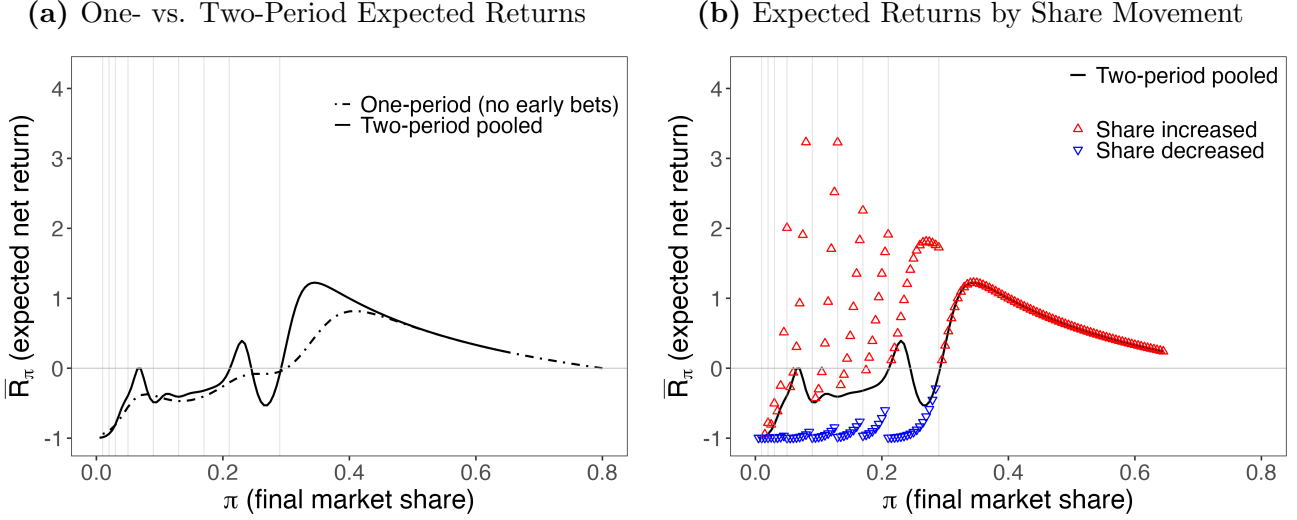 (a) One- vs. Two-Period Expected Returns
R̅π (expected net return)
4
3
2
1
0
-1
One-period (no early bets)
Two-period pooled
0.0 0.2 0.4 0.6 0.8
π (final market share)
(b) Expected Returns by Share Movement
R̅π (expected net return)
4
3
2
1
0
-1
Two-period pooled
Share increased
Share decreased
0.0 0.2 0.4 0.6 0.8
π (final market share)